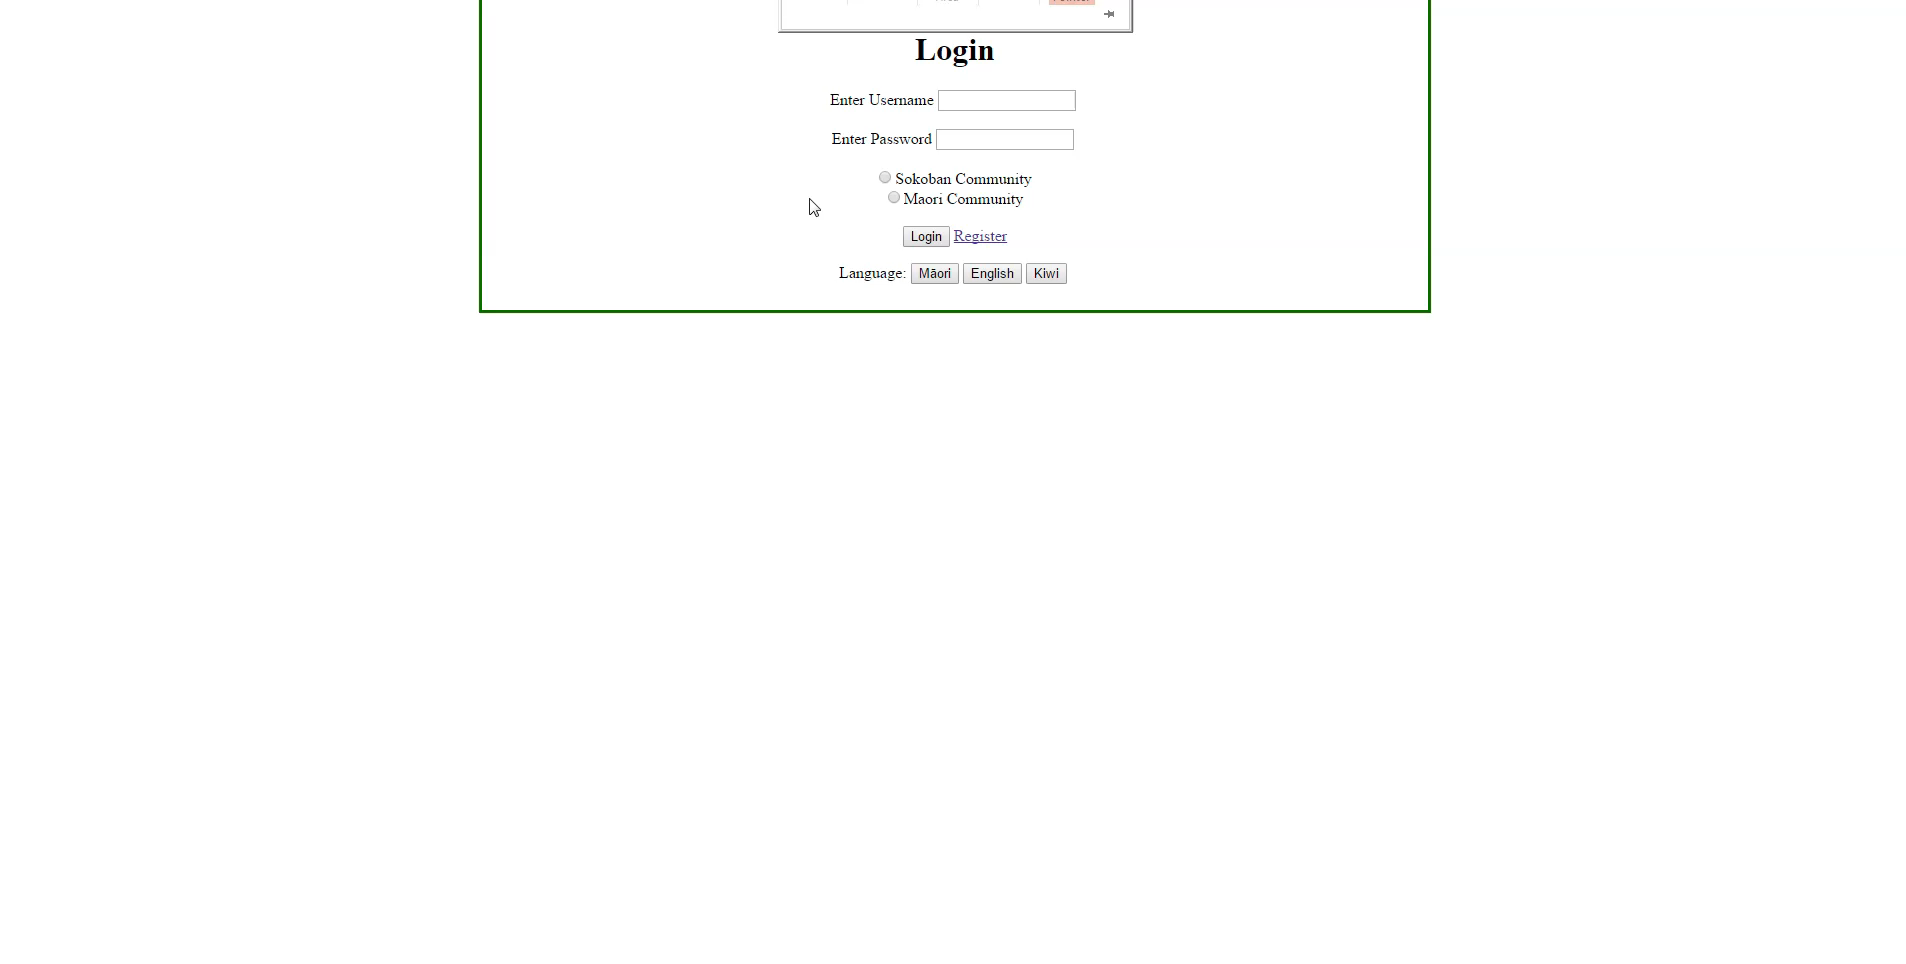 Login
Enter Username
Enter Password
Sokoban Community
Maori Community
Login Register
Language: Māori English Kiwi